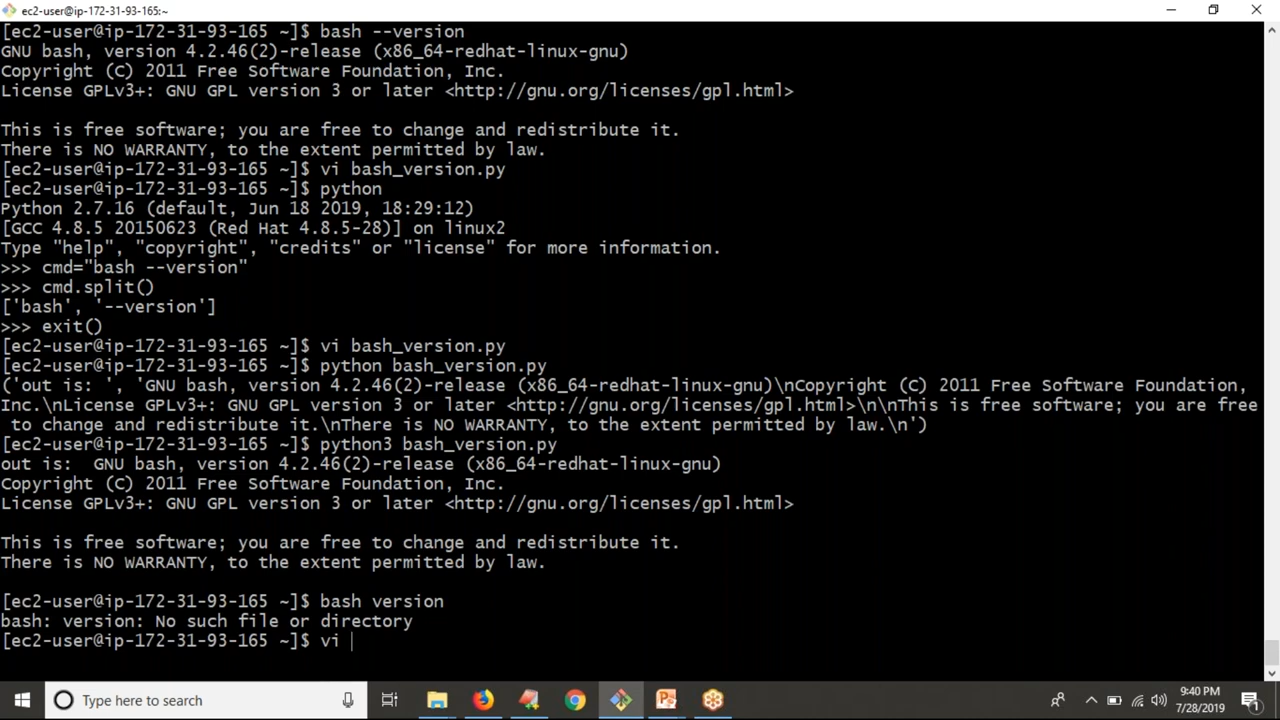 ec2-user@ip-172-31-93-165:~
[ec2-user@ip-172-31-93-165 ~]$ bash --version
GNU bash, version 4.2.46(2)-release (x86_64-redhat-linux-gnu)
Copyright (C) 2011 Free Software Foundation, Inc.
License GPLv3+: GNU GPL version 3 or later <http://gnu.org/licenses/gpl.html>
This is free software; you are free to change and redistribute it.
There is NO WARRANTY, to the extent permitted by law.
[ec2-user@ip-172-31-93-165 ~]$ vi bash_version.py
[ec2-user@ip-172-31-93-165 ~]$ python
Python 2.7.16 (default, Jun 18 2019, 18:29:12)
[GCC 4.8.5 20150623 (Red Hat 4.8.5-28)] on linux2
Type "help", "copyright", "credits" or "license" for more information.
>>> cmd="bash --version"
>>> cmd.split()
['bash', '--version']
>>> exit()
[ec2-user@ip-172-31-93-165 ~]$ vi bash_version.py
[ec2-user@ip-172-31-93-165 ~]$ python bash_version.py
('out is: ', 'GNU bash, version 4.2.46(2)-release (x86_64-redhat-linux-gnu)\nCopyright (C) 2011 Free Software Foundation,
Inc.\nLicense GPLv3+: GNU GPL version 3 or later <http://gnu.org/licenses/gpl.html>\n\nThis is free software; you are free
to change and redistribute it.\nThere is NO WARRANTY, to the extent permitted by law.\n')
[ec2-user@ip-172-31-93-165 ~]$ python3 bash_version.py
out is:  GNU bash, version 4.2.46(2)-release (x86_64-redhat-linux-gnu)
Copyright (C) 2011 Free Software Foundation, Inc.
License GPLv3+: GNU GPL version 3 or later <http://gnu.org/licenses/gpl.html>
This is free software; you are free to change and redistribute it.
There is NO WARRANTY, to the extent permitted by law.
[ec2-user@ip-172-31-93-165 ~]$ bash version
bash: version: No such file or directory
[ec2-user@ip-172-31-93-165 ~]$ vi
Type here to search
9:40 PM
7/28/2019
1